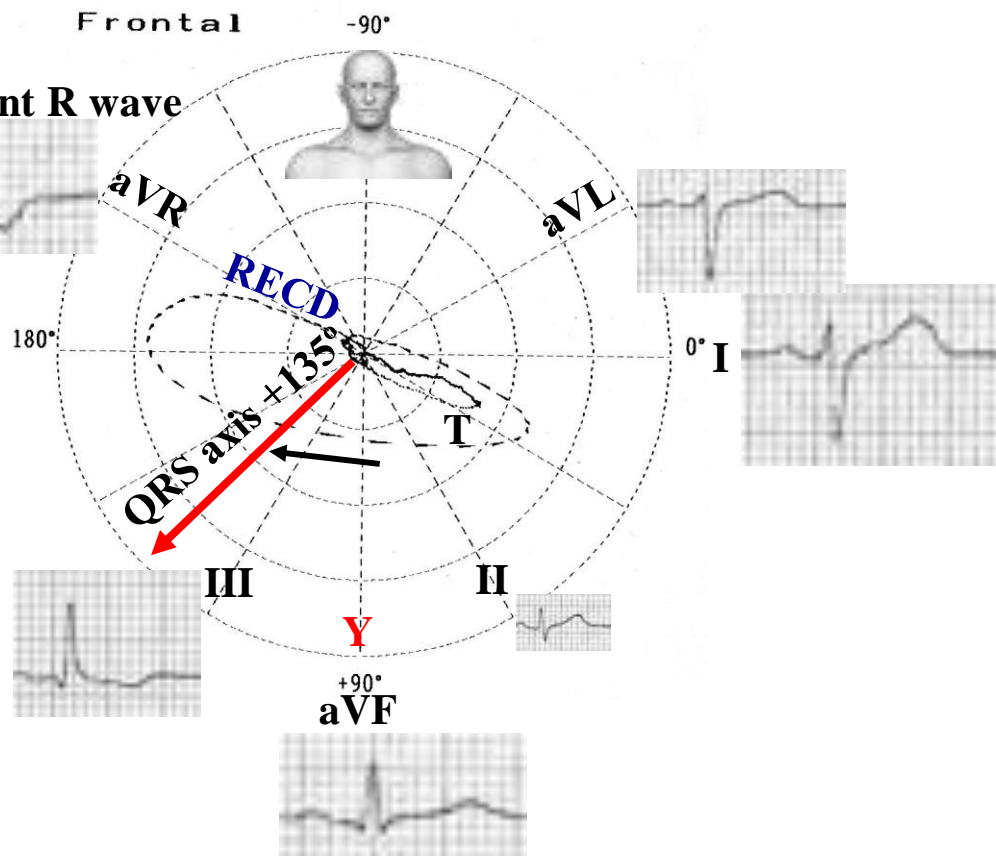 Frontal
-90°
nt R wave
aVR
aVL
RECD
180°
0° I
QRS axis +135°
T
III
II
Y
+90°
aVF